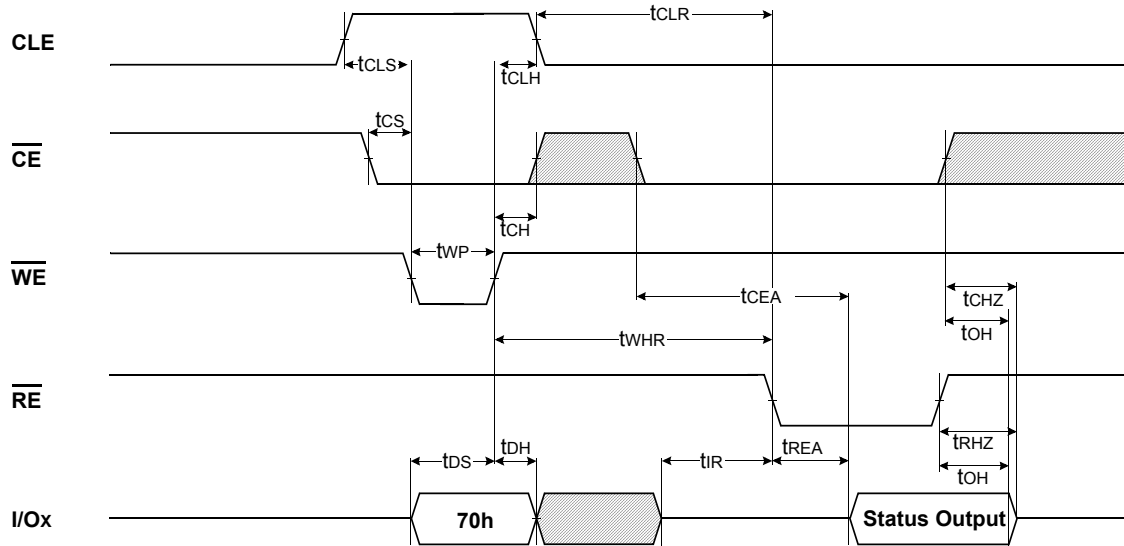 CLE
tCLR
tCLS
tCLH
CE
tCS
tCH
WE
tWP
tCEA
tCHZ
tOH
tWHR
RE
tDS
tDH
tIR
tREA
tRHZ
tOH
I/Ox
70h
Status Output